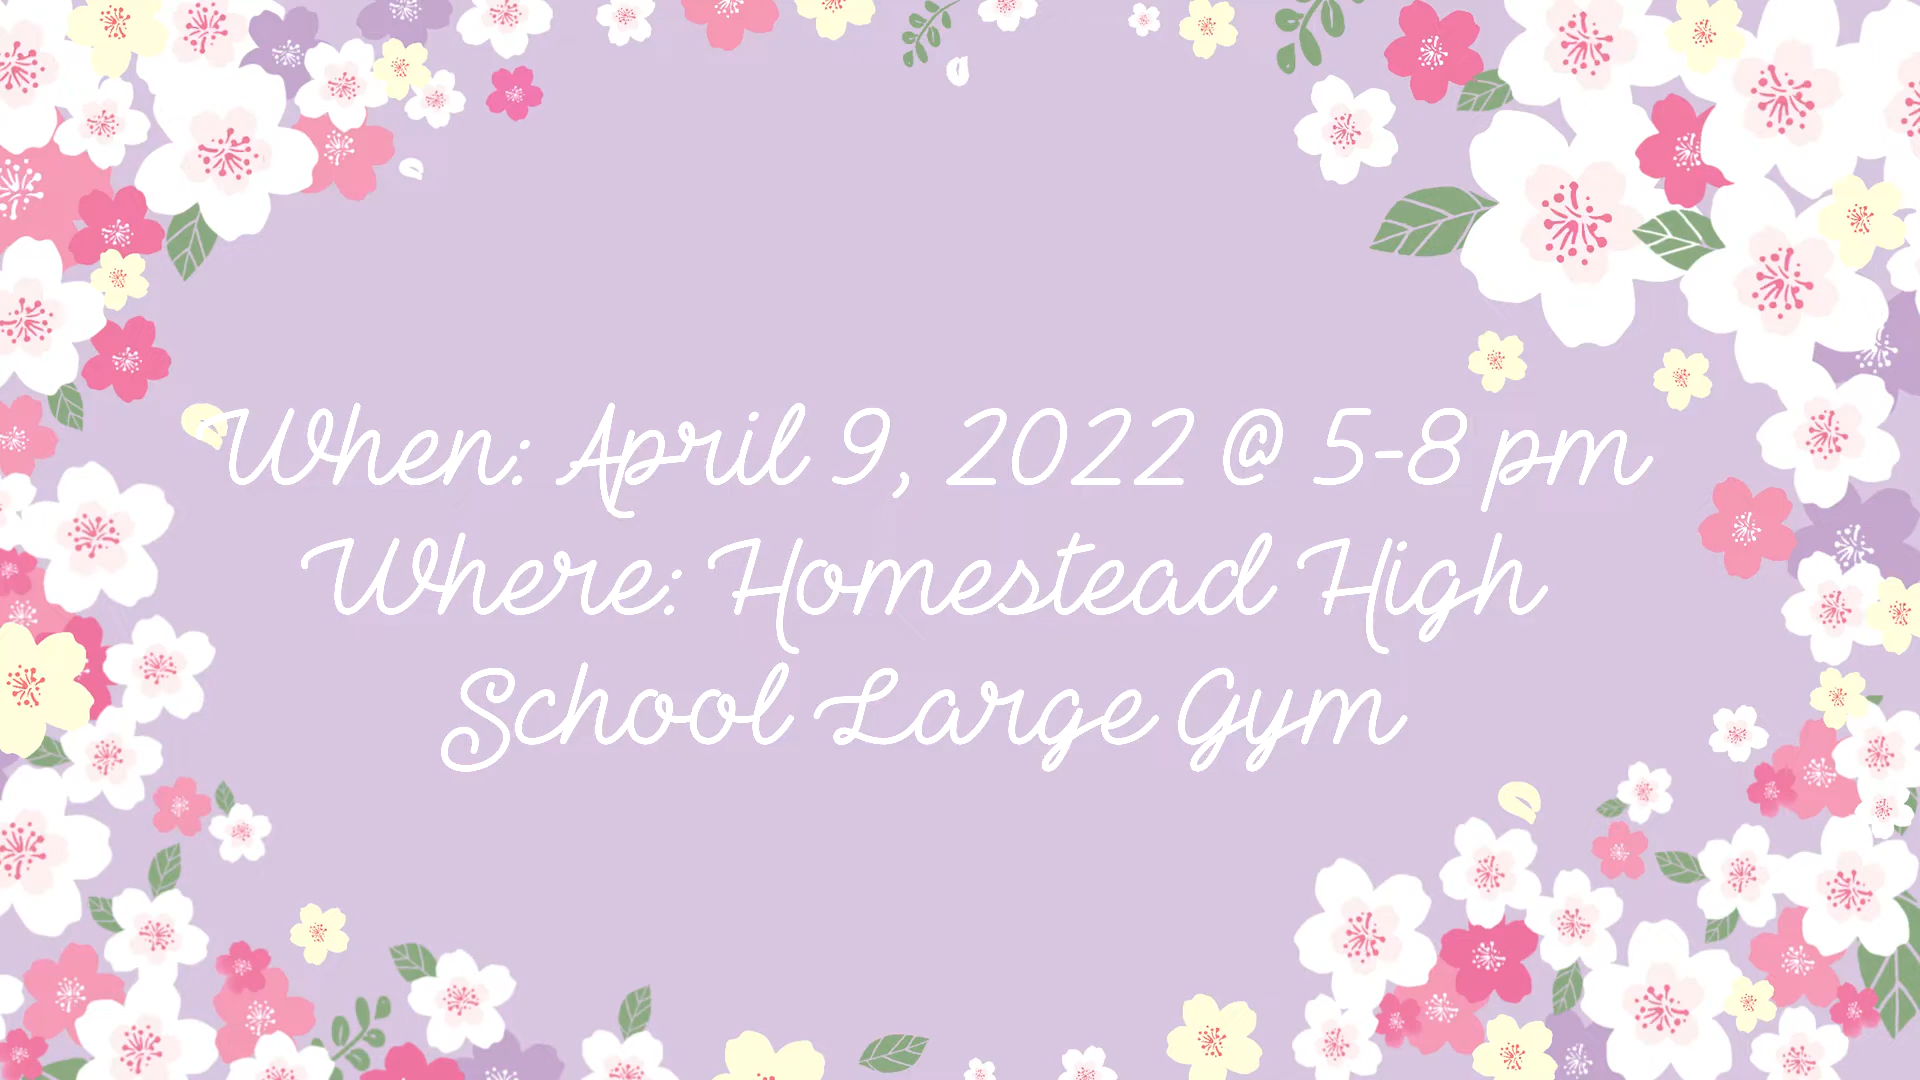 When: April 9, 2022 @ 5-8 pm
Where: Homestead High
School Large Gym